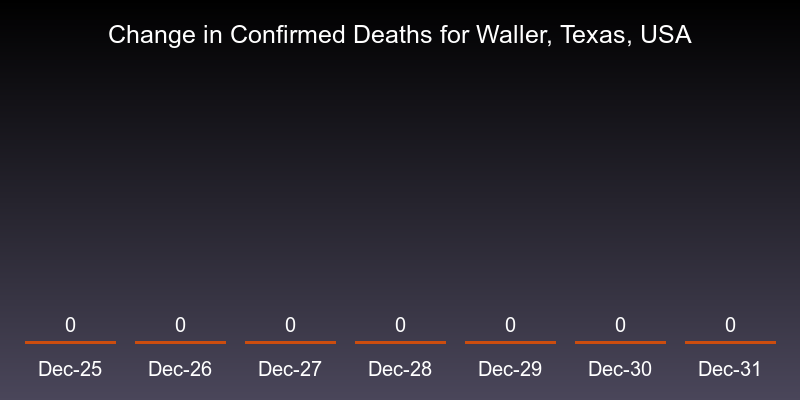 Change in Confirmed Deaths for Waller, Texas, USA
0 0 0 0 0 0 0
Dec-25 Dec-26 Dec-27 Dec-28 Dec-29 Dec-30 Dec-31